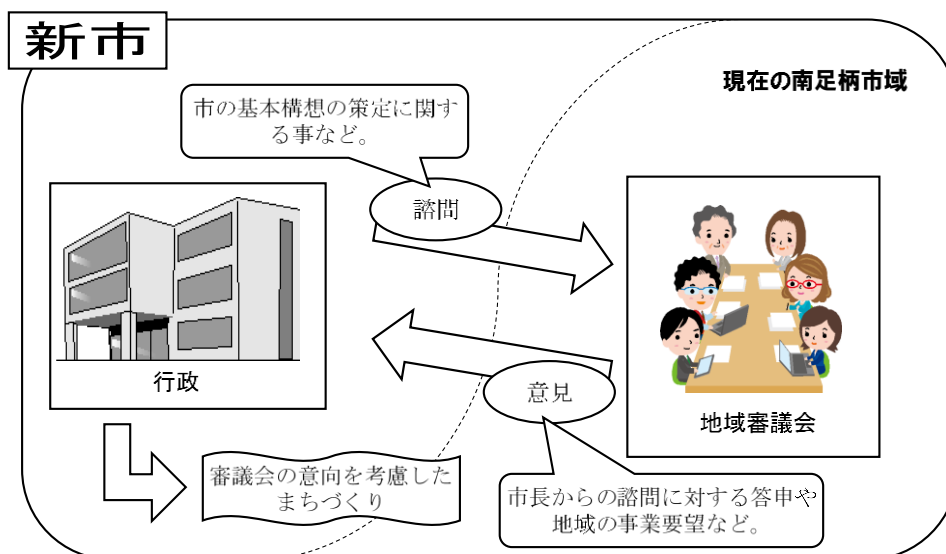 新市
現在の南足柄市域
市の基本構想の策定に関す
る事など。
諮問
行政
地域審議会
意見
審議会の意向を考慮した
まちづくり
市長からの諮問に対する答申や
地域の事業要望など。